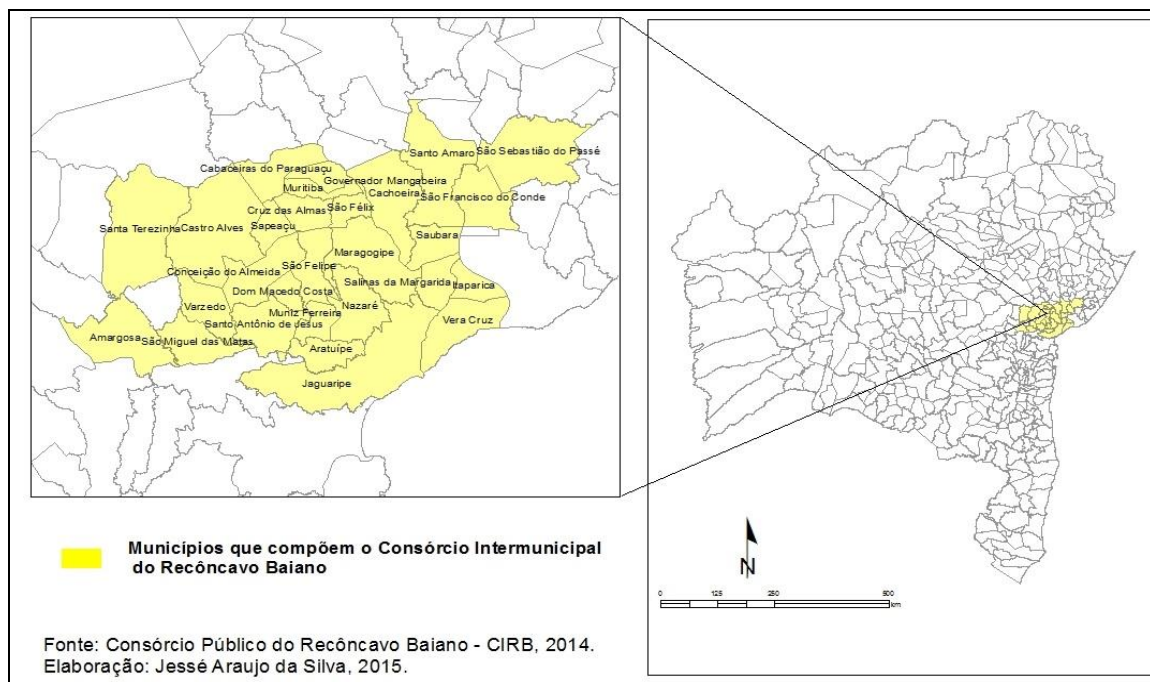 Santo Amaro
São Sebastião do Passé
Cabaceiras do Paraguaçu
Governador Mangabeira
Muritiba
Cachoeira
São Francisco do Conde
Cruz das Almas
São Félix
Santa Terezinha
Castro Alves
Sapeaçu
Saubara
Maragogipe
Conceição do Almeida
São Felipe
Salinas da Margarida
Itaparica
Dom Macedo Costa
Varzedo
Muniz Ferreira
Nazaré
Vera Cruz
Santo Antônio de Jesus
Amargosa
São Miguel das Matas
Aratuípe
Jaguaripe
Municípios que compõem o Consórcio Intermunicipal
do Recôncavo Baiano
N
0 125 250 500
km
Fonte: Consórcio Público do Recôncavo Baiano - CIRB, 2014.
Elaboração: Jessé Araujo da Silva, 2015.